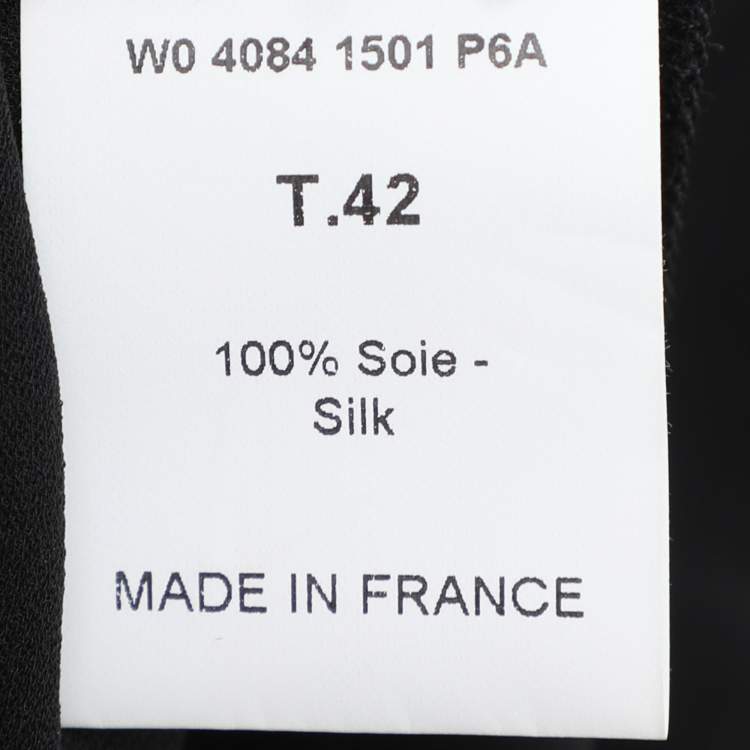 W0 4084 1501 P6A
T.42
100% Soie -
Silk
MADE IN FRANCE